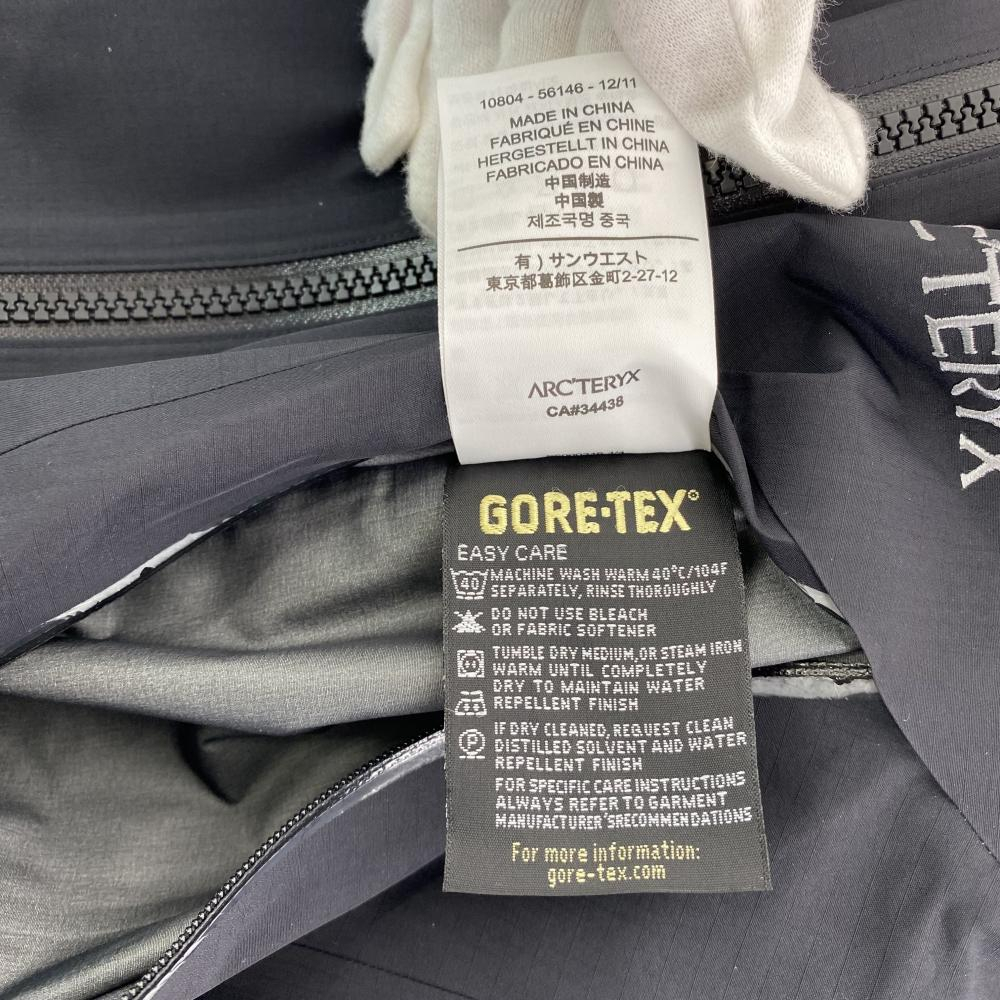 10804 - 56146 - 12/11
MADE IN CHINA
FABRIQUÉ EN CHINE
HERGESTELLT IN CHINA
FABRICADO EN CHINA
中国制造
中国製
제조국명 중국
有）サンウエスト
東京都葛飾区金町2-27-12
ARC'TERYX
CA#34438
GORE-TEX®
EASY CARE
40
MACHINE WASH WARM 40°C/104F
SEPARATELY, RINSE THOROUGHLY
DO NOT USE BLEACH
OR FABRIC SOFTENER
TUMBLE DRY MEDIUM,OR STEAM IRON
WARM UNTIL COMPLETELY
DRY TO MAINTAIN WATER
REPELLENT FINISH
P
IF DRY CLEANED,REQUEST CLEAN
DISTILLED SOLVENT AND WATER
REPELLENT FINISH
FOR SPECIFIC CARE INSTRUCTIONS
ALWAYS REFER TO GARMENT
MANUFACTURER'SRECOMMENDATIONS
For more information:
gore-tex.com
TERYX